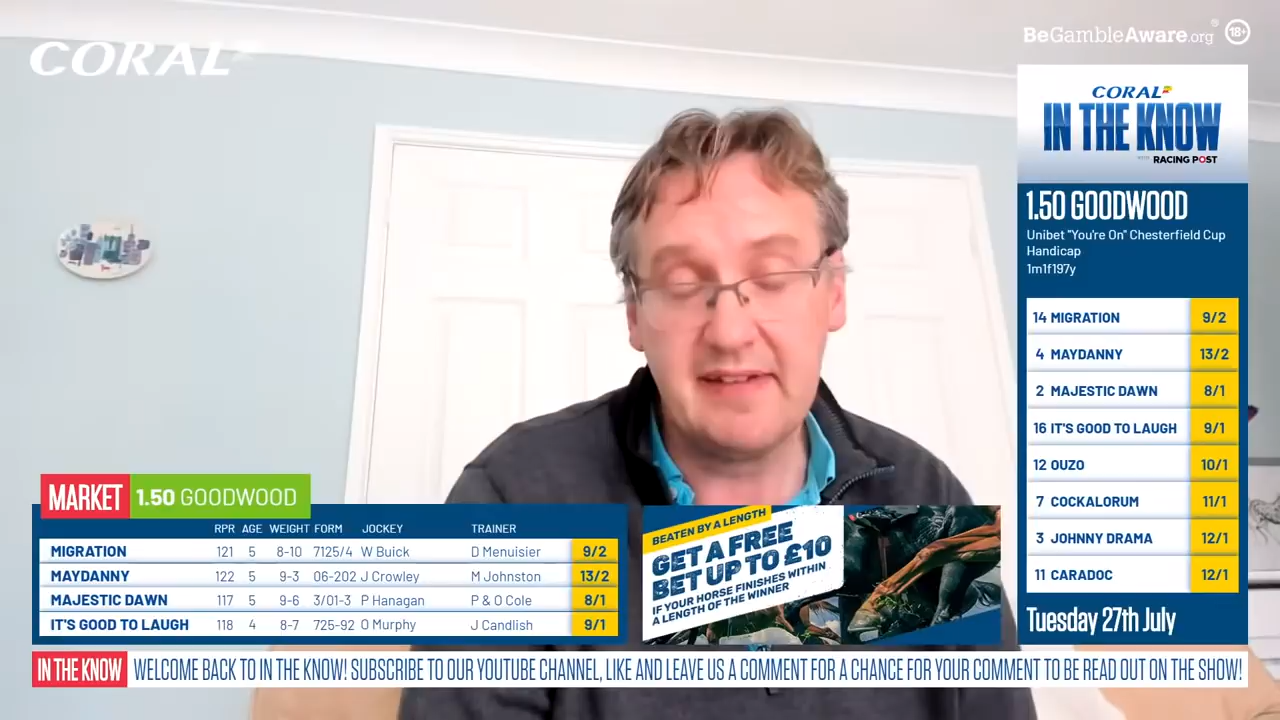 CORAL
BeGambleAware.org® 18+
CORAL
IN THE KNOW
WITH RACING POST
1.50 GOODWOOD
Unibet "You're On" Chesterfield Cup
Handicap
1m1f197y
14 MIGRATION 9/2
4 MAYDANNY 13/2
2 MAJESTIC DAWN 8/1
16 IT'S GOOD TO LAUGH 9/1
12 OUZO 10/1
7 COCKALORUM 11/1
3 JOHNNY DRAMA 12/1
11 CARADOC 12/1
Tuesday 27th July
MARKET 1.50 GOODWOOD
RPR AGE WEIGHT FORM JOCKEY TRAINER
MIGRATION 121 5 8-10 7125/4 W Buick D Menuisier 9/2
MAYDANNY 122 5 9-3 06-202 J Crowley M Johnston 13/2
MAJESTIC DAWN 117 5 9-6 3/01-3 P Hanagan P & O Cole 8/1
IT'S GOOD TO LAUGH 118 4 8-7 725-92 O Murphy J Candlish 9/1
BEATEN BY A LENGTH
GET A FREE
BET UP TO £10
IF YOUR HORSE FINISHES WITHIN
A LENGTH OF THE WINNER
IN THE KNOW WELCOME BACK TO IN THE KNOW! SUBSCRIBE TO OUR YOUTUBE CHANNEL, LIKE AND LEAVE US A COMMENT FOR A CHANCE FOR YOUR COMMENT TO BE READ OUT ON THE SHOW!